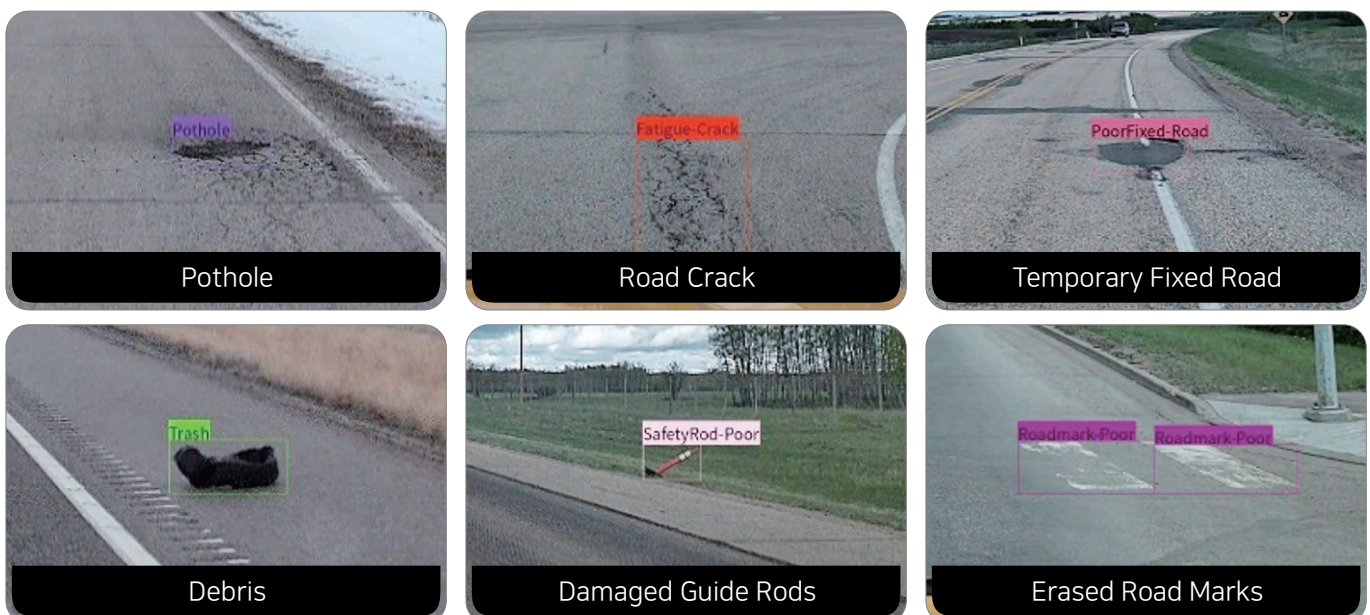 Pothole
Pothole
Fatigue-Crack
Road Crack
PoorFixed-Road
Temporary Fixed Road
Trash
Debris
SafetyRod-Poor
Damaged Guide Rods
Roadmark-Poor
Roadmark-Poor
Erased Road Marks